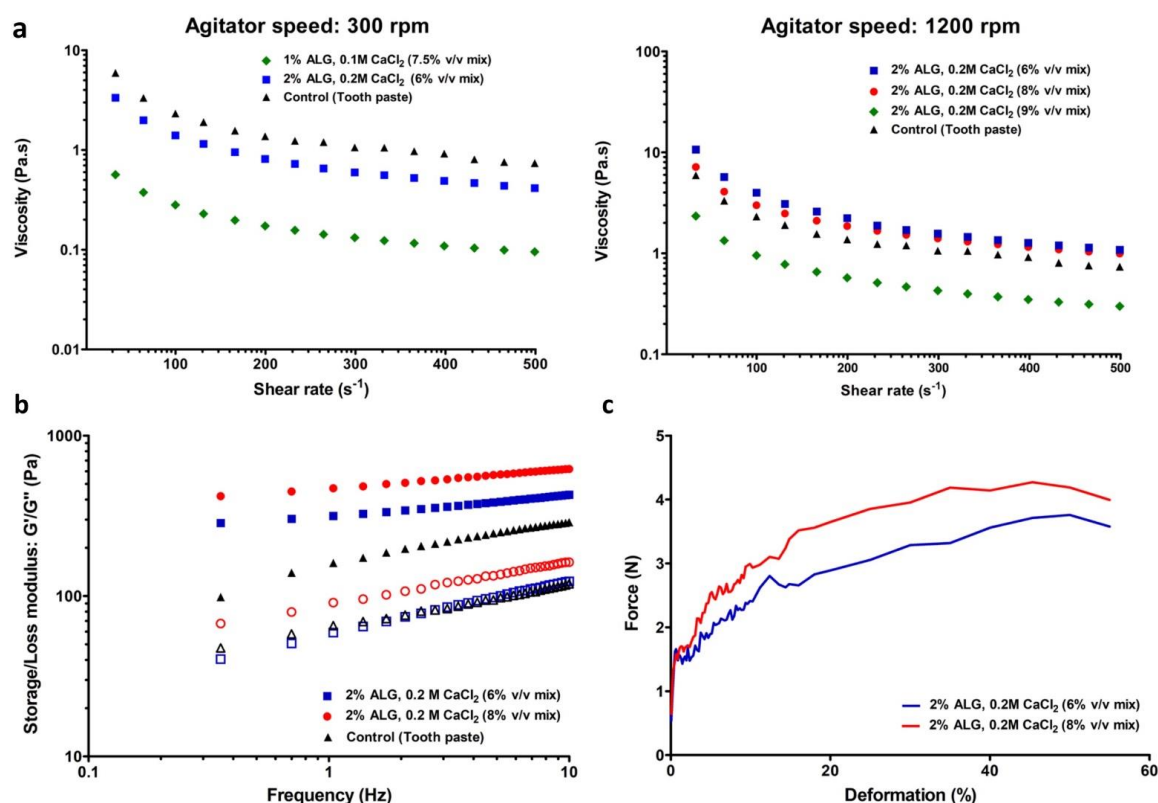 a
Agitator speed: 300 rpm
10
1
0.1
0.01
Viscosity (Pa.s)
1% ALG, 0.1M CaCl2 (7.5% v/v mix)
2% ALG, 0.2M CaCl2 (6% v/v mix)
Control (Tooth paste)
100 200 300 400 500
Shear rate (s-1)
Agitator speed: 1200 rpm
100
10
1
0.1
Viscosity (Pa.s)
2% ALG, 0.2M CaCl2 (6% v/v mix)
2% ALG, 0.2M CaCl2 (8% v/v mix)
2% ALG, 0.2M CaCl2 (9% v/v mix)
Control (Tooth paste)
100 200 300 400 500
Shear rate (s-1)
b
1000
100
10
Storage/Loss modulus: G'/G" (Pa)
2% ALG, 0.2 M CaCl2 (6% v/v mix)
2% ALG, 0.2 M CaCl2 (8% v/v mix)
Control (Tooth paste)
0.1 1 10
Frequency (Hz)
c
5
4
3
2
1
0
Force (N)
2% ALG, 0.2M CaCl2 (6% v/v mix)
2% ALG, 0.2M CaCl2 (8% v/v mix)
0 20 40 60
Deformation (%)